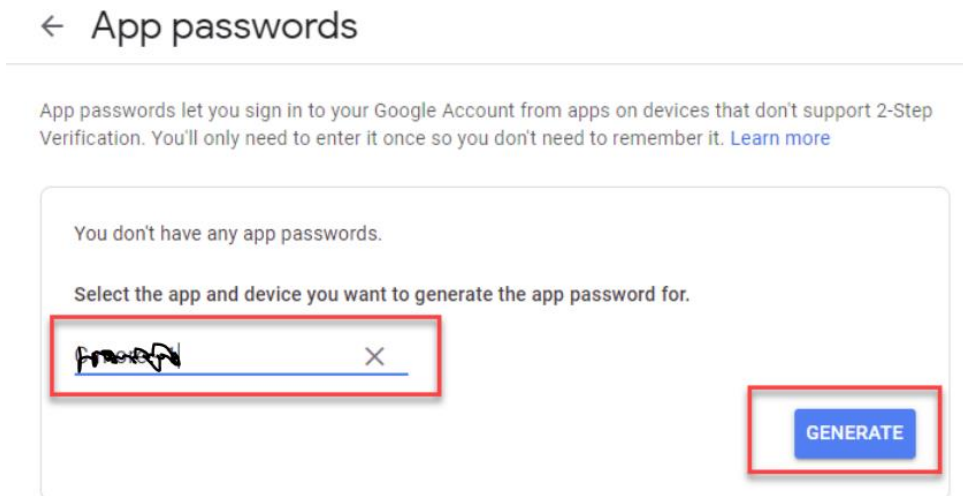 App passwords
App passwords let you sign in to your Google Account from apps on devices that don't support 2-Step
Verification. You'll only need to enter it once so you don't need to remember it. Learn more
You don't have any app passwords.
Select the app and device you want to generate the app password for.
GENERATE